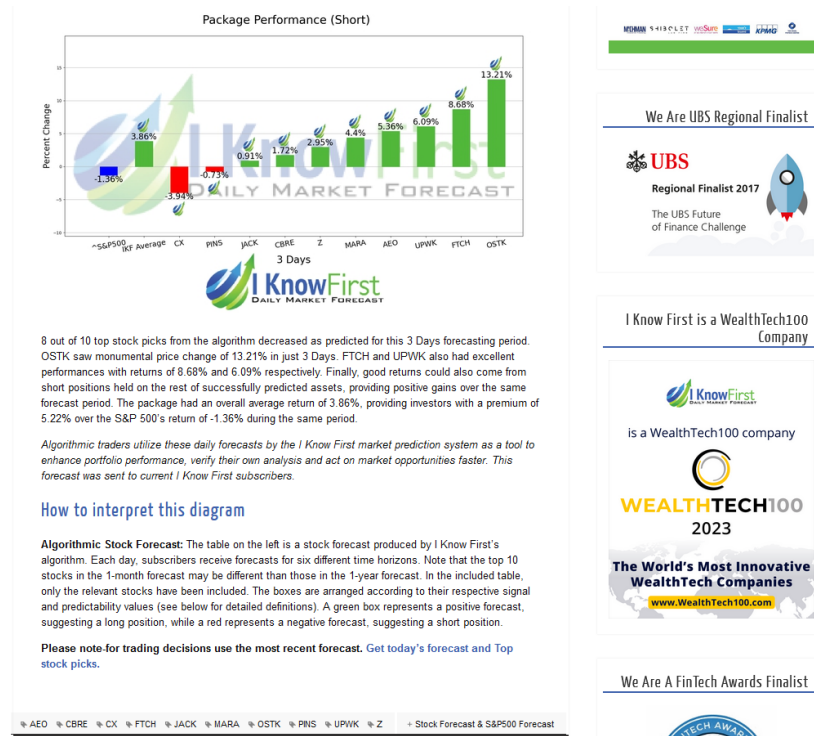 Package Performance (Short)
15
10
5
0
−5
−10
Percent Change
-1.36%
3.86%
-3.94%
-0.73%
0.91%
1.72%
2.95%
4.4%
5.36%
6.09%
8.68%
13.21%
I Know First
DAILY MARKET FORECAST
^S&P500
IKF Average
CX
PINS
JACK
CBRE
Z
MARA
AEO
UPWK
FTCH
OSTK
3 Days
I KnowFirst
DAILY MARKET FORECAST
8 out of 10 top stock picks from the algorithm decreased as predicted for this 3 Days forecasting period.
OSTK saw monumental price change of 13.21% in just 3 Days. FTCH and UPWK also had excellent
performances with returns of 8.68% and 6.09% respectively. Finally, good returns could also come from
short positions held on the rest of successfully predicted assets, providing positive gains over the same
forecast period. The package had an overall average return of 3.86%, providing investors with a premium of
5.22% over the S&P 500's return of -1.36% during the same period.
Algorithmic traders utilize these daily forecasts by the I Know First market prediction system as a tool to
enhance portfolio performance, verify their own analysis and act on market opportunities faster. This
forecast was sent to current I Know First subscribers.
How to interpret this diagram
Algorithmic Stock Forecast: The table on the left is a stock forecast produced by I Know First's
algorithm. Each day, subscribers receive forecasts for six different time horizons. Note that the top 10
stocks in the 1-month forecast may be different than those in the 1-year forecast. In the included table,
only the relevant stocks have been included. The boxes are arranged according to their respective signal
and predictability values (see below for detailed definitions). A green box represents a positive forecast,
suggesting a long position, while a red represents a negative forecast, suggesting a short position.
Please note-for trading decisions use the most recent forecast. Get today's forecast and Top
stock picks.
AEO CBRE CX FTCH JACK MARA OSTK PINS UPWK Z + Stock Forecast & S&P500 Forecast
SHIBOLET weSure KPMG
We Are UBS Regional Finalist
UBS
Regional Finalist 2017
The UBS Future
of Finance Challenge
I Know First is a WealthTech100
Company
I KnowFirst
DAILY MARKET FORECAST
is a WealthTech100 company
WEALTHTECH100
2023
The World's Most Innovative
WealthTech Companies
www.WealthTech100.com
We Are A FinTech Awards Finalist